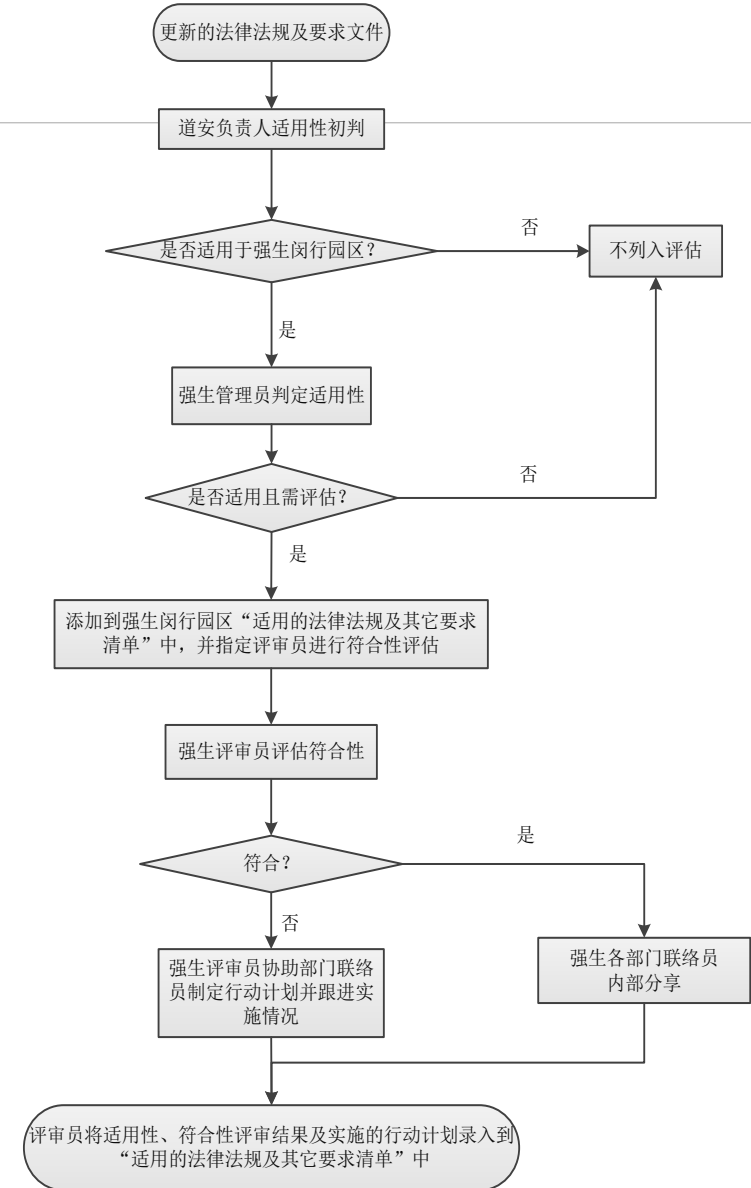 更新的法律法规及要求文件
道安负责人适用性初判
是否适用于强生闵行园区？
否
不列入评估
是
强生管理员判定适用性
是否适用且需评估？
否
是
添加到强生闵行园区“适用的法律法规及其它要求
清单”中，并指定评审员进行符合性评估
强生评审员评估符合性
符合？
是
否
强生评审员协助部门联络
员制定行动计划并跟进实
施情况
强生各部门联络员
内部分享
评审员将适用性、符合性评审结果及实施的行动计划录入到
“适用的法律法规及其它要求清单”中